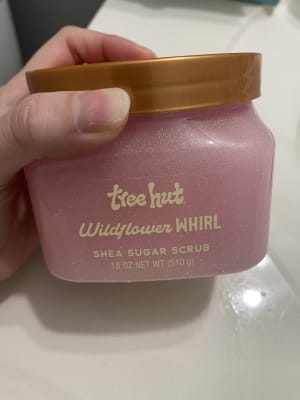 tree hut
Wildflower WHIRL
SHEA SUGAR SCRUB
18 OZ NET WT (510 g)